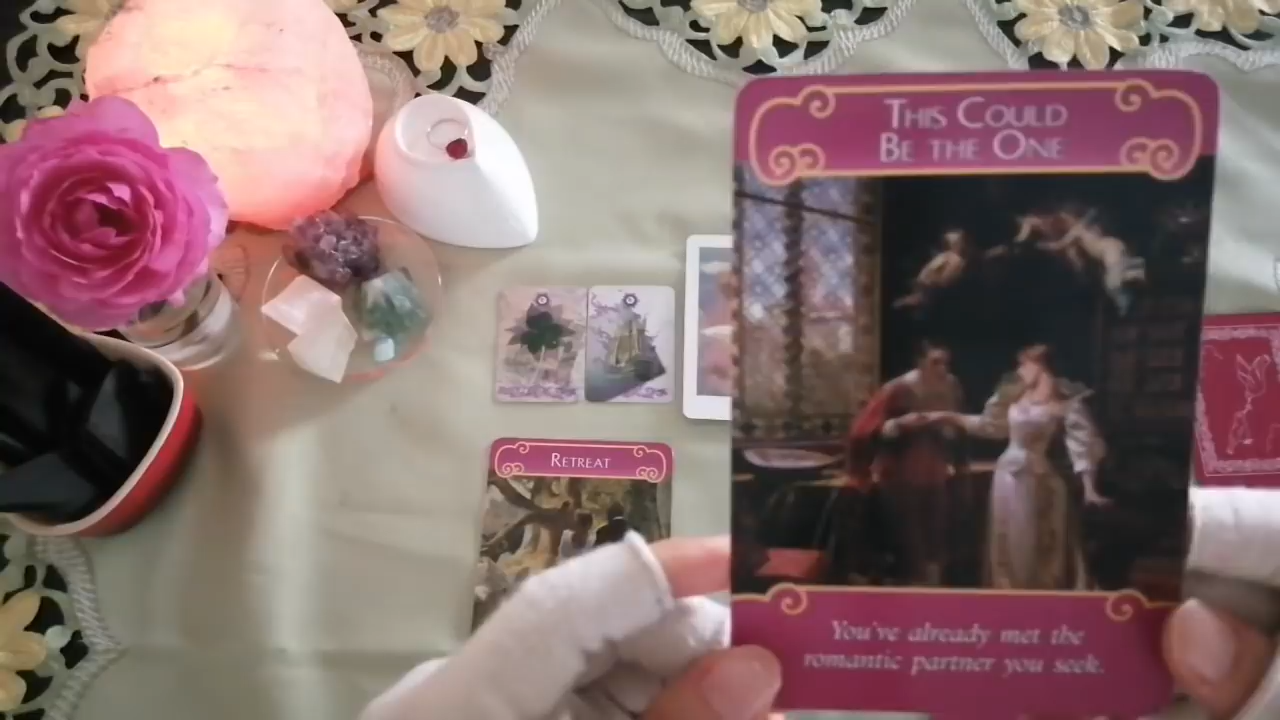 THIS COULD
BE THE ONE
RETREAT
You've already met the
romantic partner you seek.